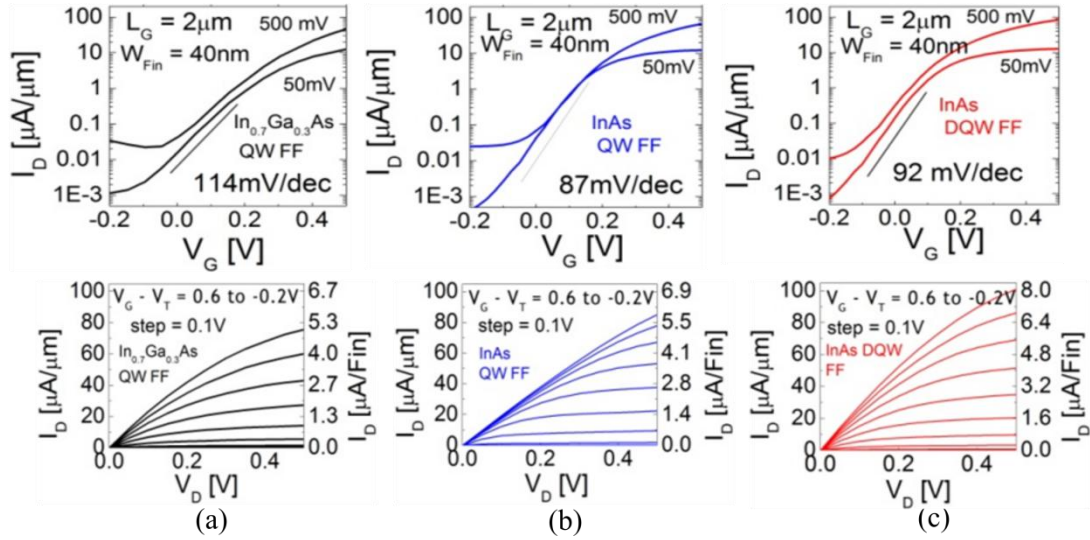 L_G = 2μm
W_Fin = 40nm
500 mV
50mV
In_0.7Ga_0.3As
QW FF
114mV/dec
100
10
1
0.1
0.01
1E-3
I_D [μA/μm]
-0.2
0.0
0.2
0.4
V_G [V]
L_G = 2μm
W_Fin = 40nm
500 mV
50mV
InAs
QW FF
87mV/dec
100
10
1
0.1
0.01
1E-3
I_D [μA/μm]
-0.2
0.0
0.2
0.4
V_G [V]
L_G = 2μm
W_Fin = 40nm
500 mV
50mV
InAs
DQW FF
92 mV/dec
100
10
1
0.1
0.01
1E-3
I_D [μA/μm]
-0.2
0.0
0.2
0.4
V_G [V]
V_G - V_T = 0.6 to -0.2V
step = 0.1V
In_0.7Ga_0.3As
QW FF
100
80
60
40
20
0
I_D [μA/μm]
6.7
5.3
4.0
2.7
1.3
0.0
I_D [μA/Fin]
0.0
0.2
0.4
V_D [V]
(a)
V_G - V_T = 0.6 to -0.2V
step = 0.1V
InAs
QW FF
100
80
60
40
20
0
I_D [μA/μm]
6.9
5.5
4.1
2.7
1.4
0.0
I_D [μA/Fin]
0.0
0.2
0.4
V_D [V]
(b)
V_G - V_T = 0.6 to -0.2V
step = 0.1V
InAs DQW
FF
100
80
60
40
20
0
I_D [μA/μm]
8.0
6.4
4.8
3.2
1.6
0.0
I_D [μA/Fin]
0.0
0.2
0.4
V_D [V]
(c)